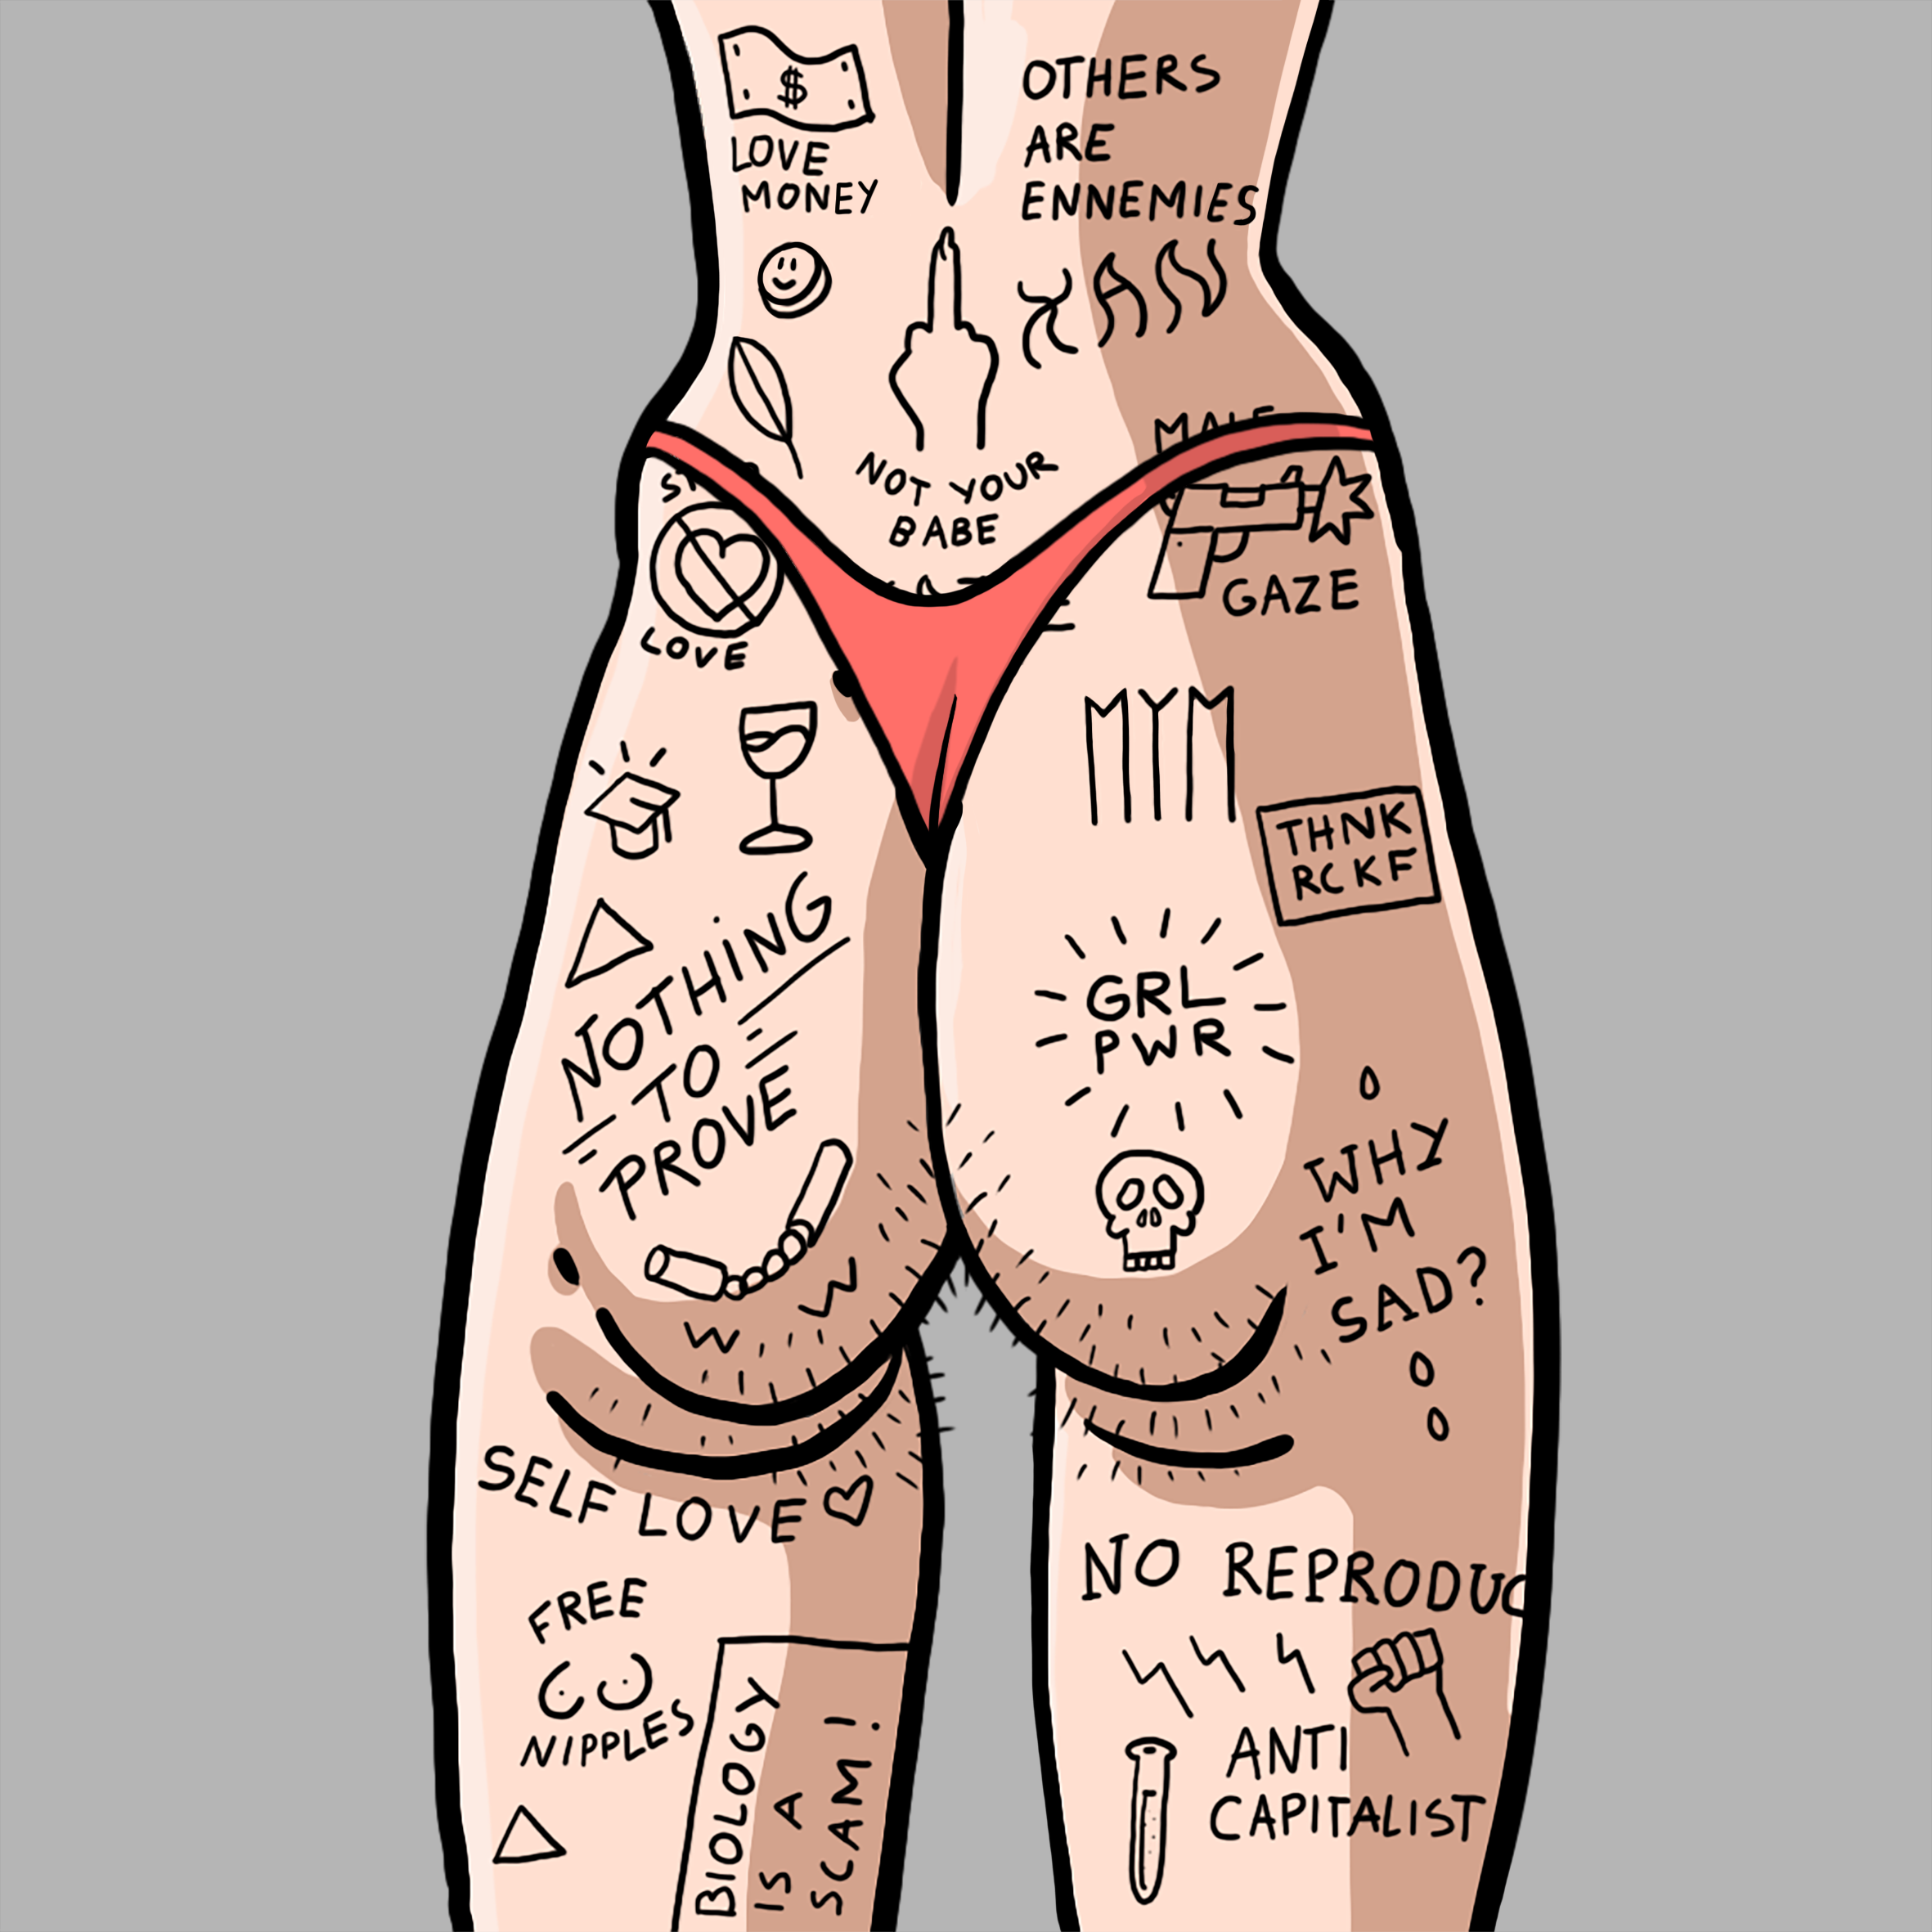 $
LOVE
MONEY
OTHERS
ARE
ENNEMIES
NOT YOUR
BABE
MALE
GAZE
LOVE
MYM
THNK
RCKF
NOTHING
TO
PROVE
GRL
PWR
WHY
I'M
SAD?
SELF LOVE
FREE
NIPPLES
BIOLOGY
IS A
SCAM!
NO REPRODUC
ANTI
CAPITALIST